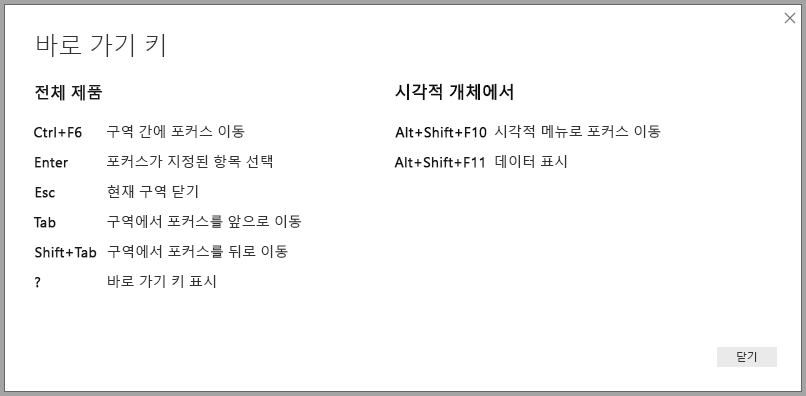 바로 가기 키
전체 제품
Ctrl+F6 구역 간에 포커스 이동
Enter 포커스가 지정된 항목 선택
Esc 현재 구역 닫기
Tab 구역에서 포커스를 앞으로 이동
Shift+Tab 구역에서 포커스를 뒤로 이동
? 바로 가기 키 표시
시각적 개체에서
Alt+Shift+F10 시각적 메뉴로 포커스 이동
Alt+Shift+F11 데이터 표시
닫기